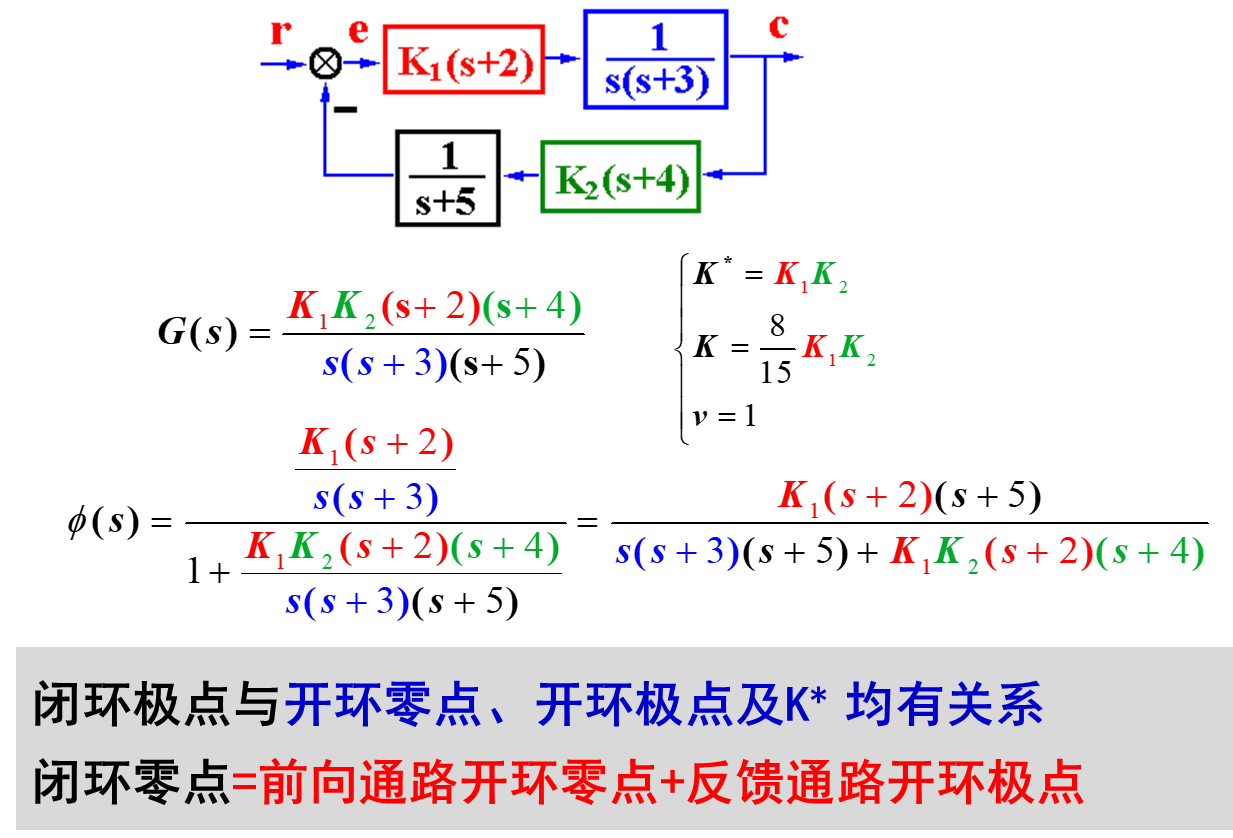 r e K₁(s+2) 1/(s(s+3)) c
−
1/(s+5) K₂(s+4)
G(s) = K₁K₂(s+2)(s+4)/(s(s+3)(s+5))
K* = K₁K₂
K = 8/15 K₁K₂
v = 1
ϕ(s) = (K₁(s+2)/(s(s+3)))/(1+K₁K₂(s+2)(s+4)/(s(s+3)(s+5))) = K₁(s+2)(s+5)/(s(s+3)(s+5)+K₁K₂(s+2)(s+4))
闭环极点与开环零点、开环极点及K* 均有关系
闭环零点=前向通路开环零点+反馈通路开环极点